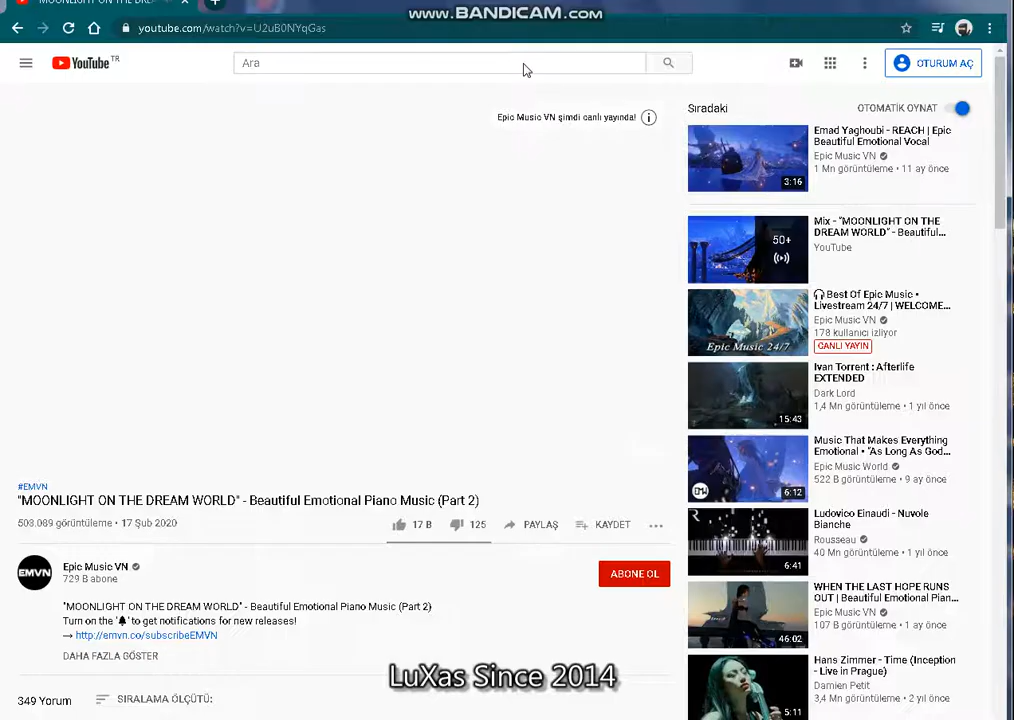 www.BANDICAM.com
youtube.com/watch?v=U2uB0NYqGas
YouTube TR
Ara
OTURUM AÇ
Epic Music VN şimdi canlı yayında!
Sıradaki
OTOMATİK OYNAT
Emad Yaghoubi - REACH | Epic
Beautiful Emotional Vocal
Epic Music VN
1 Mn görüntüleme • 11 ay önce
3:16
Mix - "MOONLIGHT ON THE
DREAM WORLD" - Beautiful...
YouTube
50+
Best Of Epic Music •
Livestream 24/7 | WELCOME...
Epic Music VN
178 kullanıcı izliyor
CANLI YAYIN
Epic Music 24/7
Ivan Torrent : Afterlife
EXTENDED
Dark Lord
1,4 Mn görüntüleme • 1 yıl önce
15:43
Music That Makes Everything
Emotional • "As Long As God...
Epic Music World
522 B görüntüleme • 9 ay önce
6:12
Ludovico Einaudi - Nuvole
Bianche
Rousseau
40 Mn görüntüleme • 1 yıl önce
6:41
WHEN THE LAST HOPE RUNS
OUT | Beautiful Emotional Pian...
Epic Music VN
107 B görüntüleme • 1 yıl önce
46:02
Hans Zimmer - Time (Inception
- Live in Prague)
Damien Petit
3,4 Mn görüntüleme • 2 yıl önce
5:11
#EMVN
"MOONLIGHT ON THE DREAM WORLD" - Beautiful Emotional Piano Music (Part 2)
503.089 görüntüleme • 17 Şub 2020
17 B
125
PAYLAŞ
KAYDET
EMVN
Epic Music VN
729 B abone
ABONE OL
"MOONLIGHT ON THE DREAM WORLD" - Beautiful Emotional Piano Music (Part 2)
Turn on the '🔔' to get notifications for new releases!
→ http://emvn.co/subscribeEMVN
DAHA FAZLA GÖSTER
LuXas Since 2014
349 Yorum
SIRALAMA ÖLÇÜTÜ: